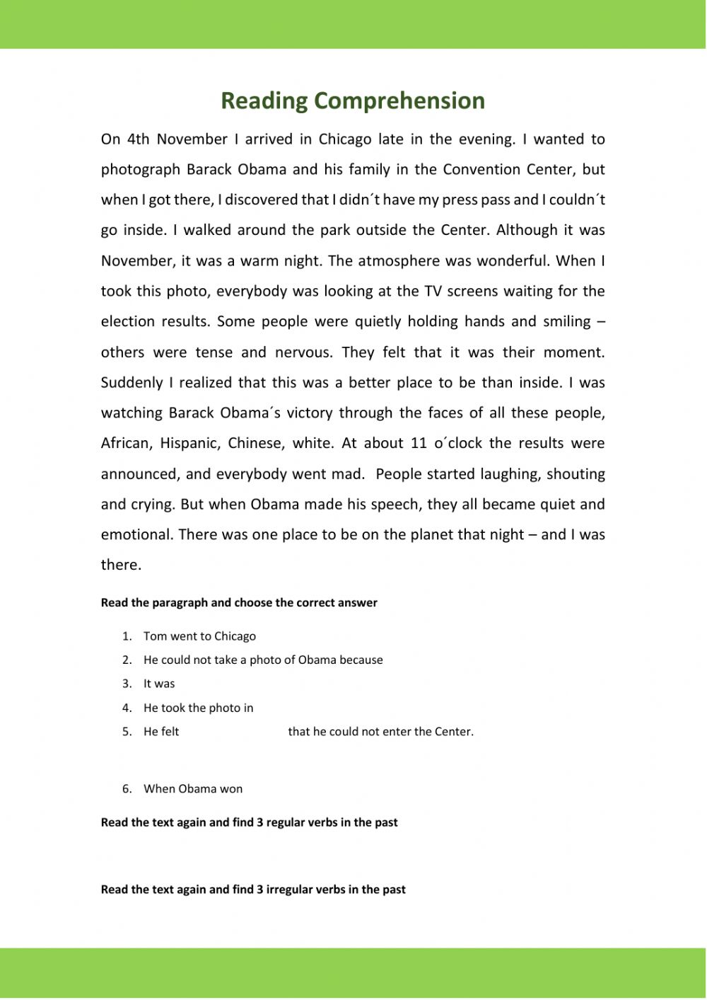 Reading Comprehension
On 4th November I arrived in Chicago late in the evening. I wanted to
photograph Barack Obama and his family in the Convention Center, but
when I got there, I discovered that I didn´t have my press pass and I couldn´t
go inside. I walked around the park outside the Center. Although it was
November, it was a warm night. The atmosphere was wonderful. When I
took this photo, everybody was looking at the TV screens waiting for the
election results. Some people were quietly holding hands and smiling –
others were tense and nervous. They felt that it was their moment.
Suddenly I realized that this was a better place to be than inside. I was
watching Barack Obama´s victory through the faces of all these people,
African, Hispanic, Chinese, white. At about 11 o´clock the results were
announced, and everybody went mad.  People started laughing, shouting
and crying. But when Obama made his speech, they all became quiet and
emotional. There was one place to be on the planet that night – and I was
there.
Read the paragraph and choose the correct answer
1. Tom went to Chicago
2. He could not take a photo of Obama because
3. It was
4. He took the photo in
5. He felt that he could not enter the Center.
6. When Obama won
Read the text again and find 3 regular verbs in the past
Read the text again and find 3 irregular verbs in the past